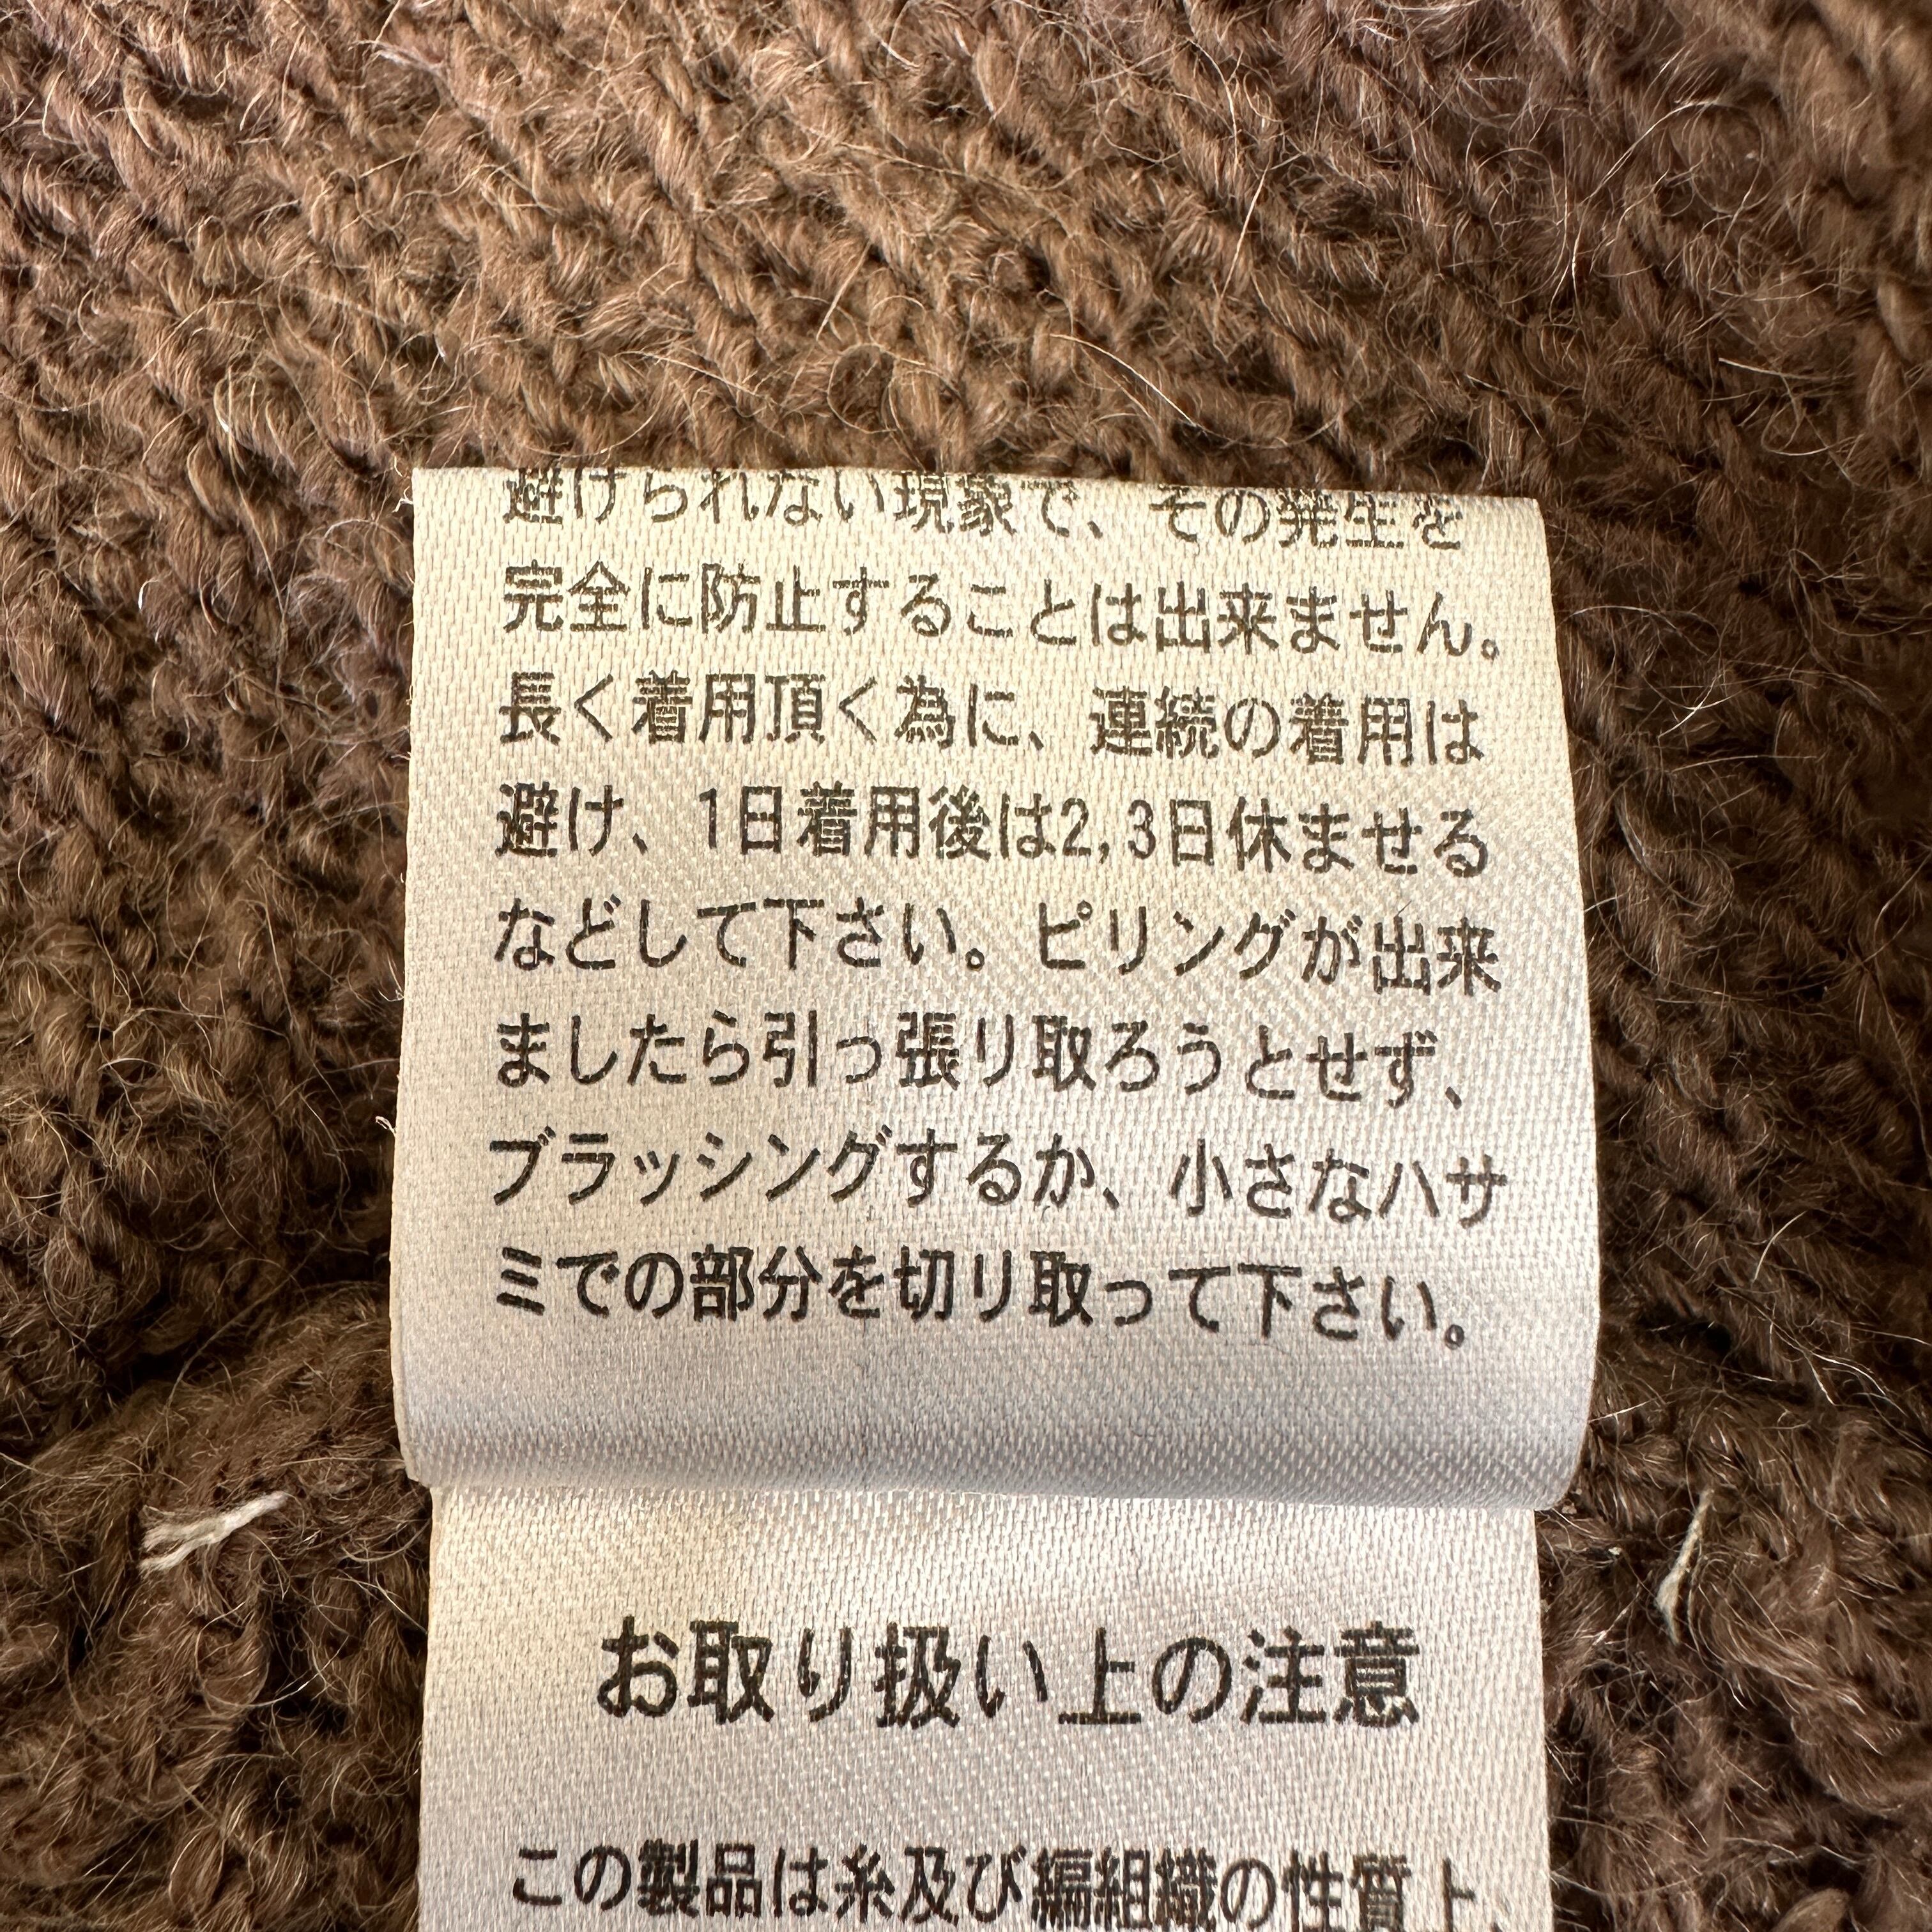 避けられない現象で、その発生を
完全に防止することは出来ません。
長く着用頂く為に、連続の着用は
避け、1日着用後は2,3日休ませる
などして下さい。ピリングが出来
ましたら引っ張り取ろうとせず、
ブラッシングするか、小さなハサ
ミでの部分を切り取って下さい。
お取り扱い上の注意
この製品は糸及び編組織の性質上、